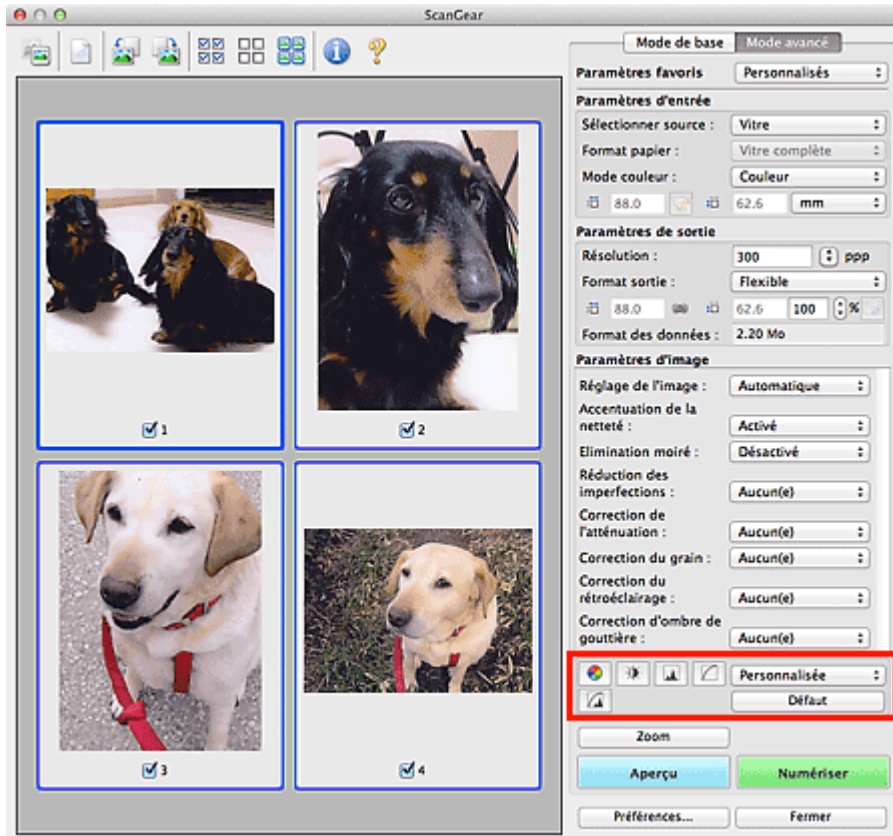 ScanGear
Mode de base Mode avancé
Paramètres favoris Personnalisés
Paramètres d'entrée
Sélectionner source : Vitre
Format papier : Vitre complète
Mode couleur : Couleur
88.0 62.6 mm
Paramètres de sortie
Résolution : 300 ppp
Format sortie : Flexible
88.0 62.6 100 %
Format des données : 2.20 Mo
Paramètres d'image
Réglage de l'image : Automatique
Accentuation de la
netteté : Activé
Elimination moiré : Désactivé
Réduction des
imperfections : Aucun(e)
Correction de
l'atténuation : Aucun(e)
Correction du grain : Aucun(e)
Correction du
rétroéclairage : Aucun(e)
Correction d'ombre de
gouttière : Aucun(e)
Personnalisée
Défaut
Zoom
Aperçu Numériser
Préférences... Fermer
1
2
3
4